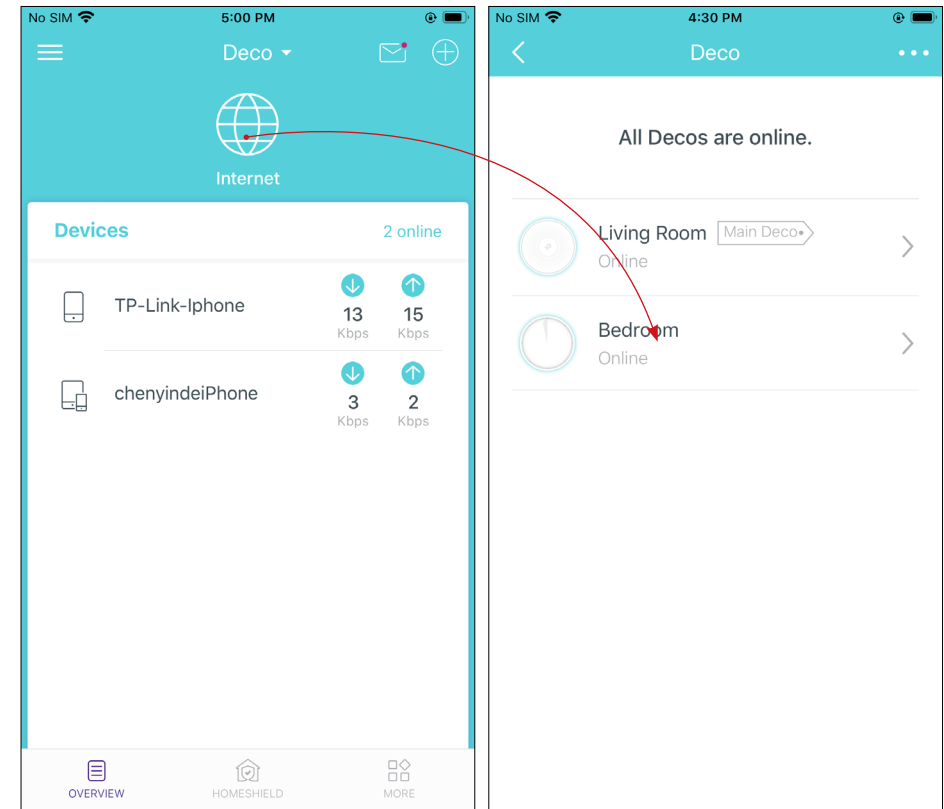 No SIM 5:00 PM
Deco
Internet
Devices 2 online
TP-Link-Iphone 13 15
Kbps Kbps
chenyindeiPhone 3 2
Kbps Kbps
OVERVIEW HOMESHIELD MORE
No SIM 4:30 PM
Deco
All Decos are online.
Living Room Main Deco
Online
Bedroom
Online